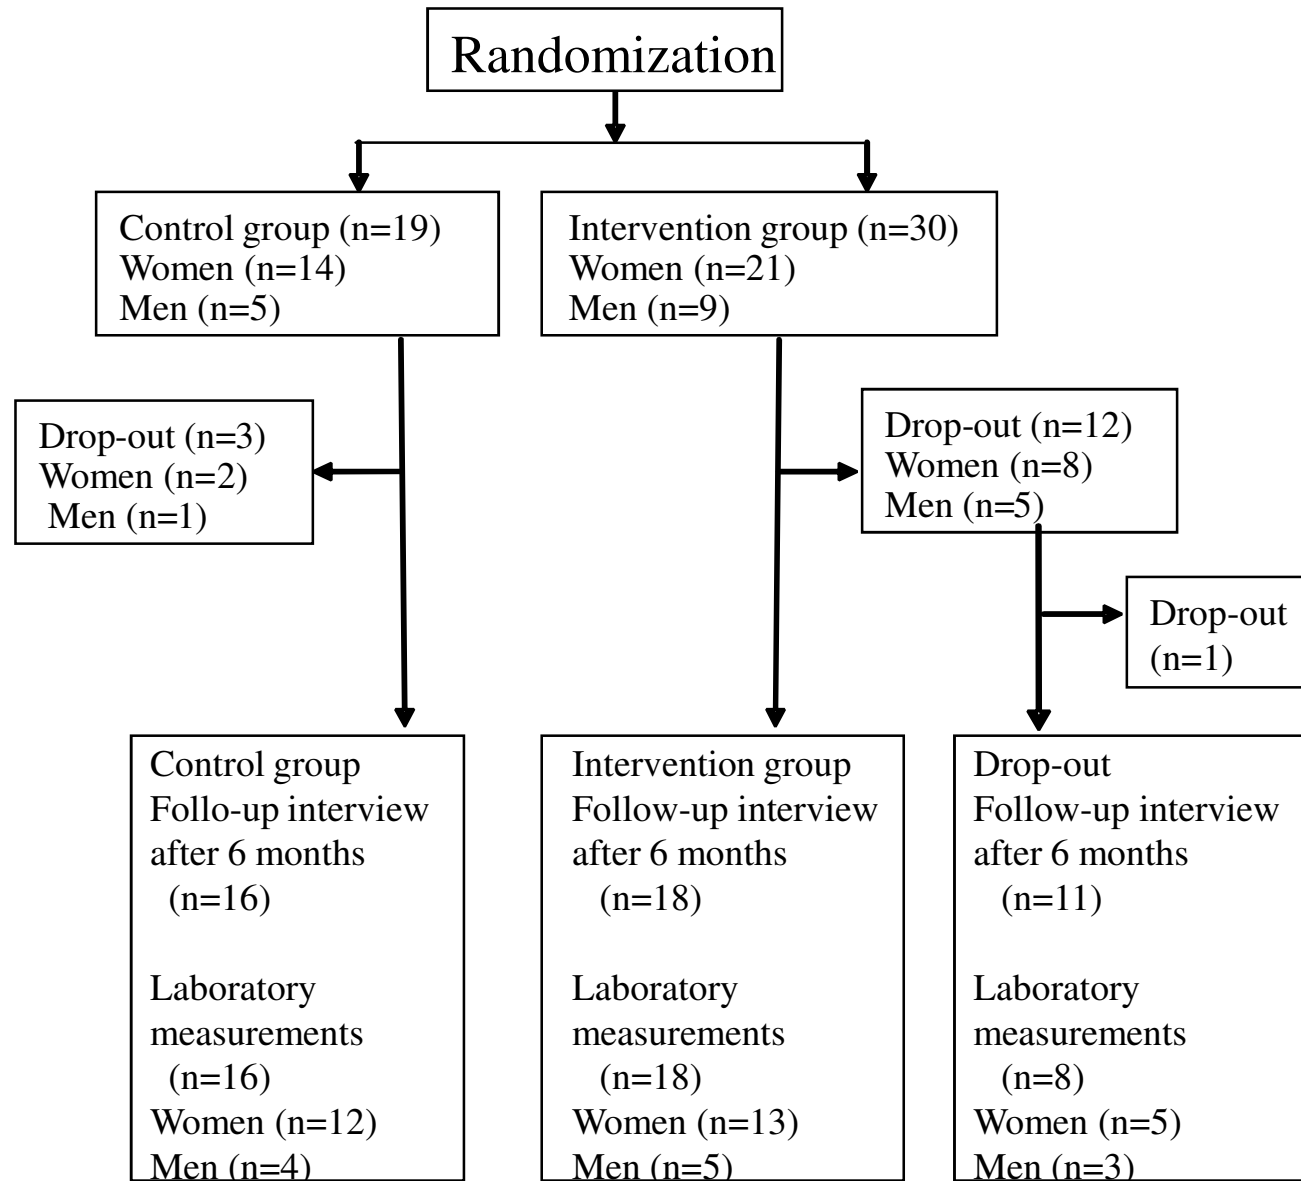 Randomization
Control group (n=19)
Women (n=14)
Men (n=5)
Intervention group (n=30)
Women (n=21)
Men (n=9)
Drop-out (n=3)
Women (n=2)
Men (n=1)
Drop-out (n=12)
Women (n=8)
Men (n=5)
Drop-out
(n=1)
Control group
Follo-up interview
after 6 months
(n=16)
Laboratory
measurements
(n=16)
Women (n=12)
Men (n=4)
Intervention group
Follow-up interview
after 6 months
(n=18)
Laboratory
measurements
(n=18)
Women (n=13)
Men (n=5)
Drop-out
Follow-up interview
after 6 months
(n=11)
Laboratory
measurements
(n=8)
Women (n=5)
Men (n=3)